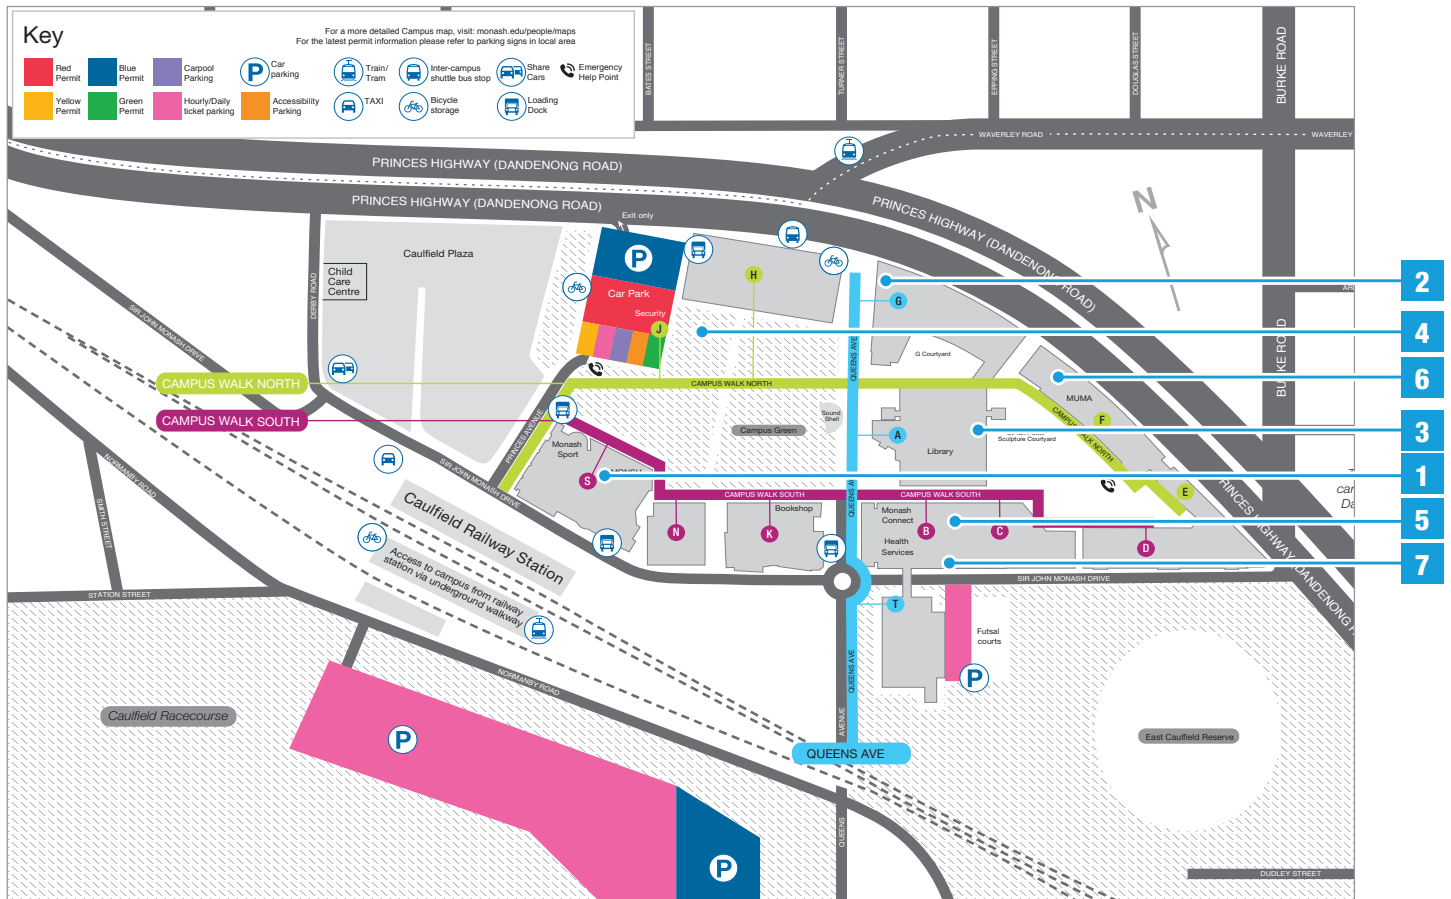 Key
For a more detailed Campus map, visit: monash.edu/people/maps
For the latest permit information please refer to parking signs in local area
Red
Permit
Blue
Permit
Carpool
Parking
P
Car
parking
Train/
Tram
Inter-campus
shuttle bus stop
Share
Cars
Emergency
Help Point
Yellow
Permit
Green
Permit
Hourly/Daily
ticket parking
Accessibility
Parking
TAXI
Bicycle
storage
Loading
Dock
BATES STREET
TURNER STREET
EPPING STREET
DOUGLAS STREET
BURKE ROAD
WAVERLEY ROAD
WAVERLEY
PRINCES HIGHWAY (DANDENONG ROAD)
PRINCES HIGHWAY (DANDENONG ROAD)
PRINCES HIGHWAY (DANDENONG ROAD)
N
Exit only
Caulfield Plaza
Child
Care
Centre
DERBY ROAD
SIR JOHN MONASH DRIVE
P
Car Park
Security
J
H
G
G Courtyard
QUEENS AVE
2
4
6
3
1
5
7
BURKE ROAD
CAMPUS WALK NORTH
CAMPUS WALK NORTH
CAMPUS WALK SOUTH
PRINCES AVENUE
Monash
Sport
S
Campus Green
Sound
Shell
A
Library
Sculpture Courtyard
MUMA
F
CAMPUS WALK NORTH
E
PRINCES HIGHWAY (DANDENONG
CAMPUS WALK SOUTH
CAMPUS WALK SOUTH
Bookshop
N
K
Monash
Connect
Health
Services
B
C
D
SIR JOHN MONASH DRIVE
SIR JOHN MONASH DRIVE
NORMANBY ROAD
SMITH STREET
STATION STREET
Caulfield Railway Station
Access to campus from railway
station via underground walkway
NORMANBY ROAD
T
Futsal
courts
P
QUEENS AVE
AVENUE
QUEENS AVE
QUEENS
Caulfield Racecourse
P
P
East Caulfield Reserve
DUDLEY STREET